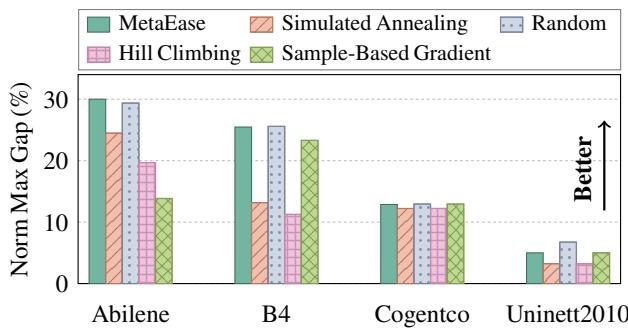 MetaEase Simulated Annealing Random
Hill Climbing Sample-Based Gradient
Norm Max Gap (%)
30
20
10
0
Better
Abilene B4 Cogentco Uninett2010